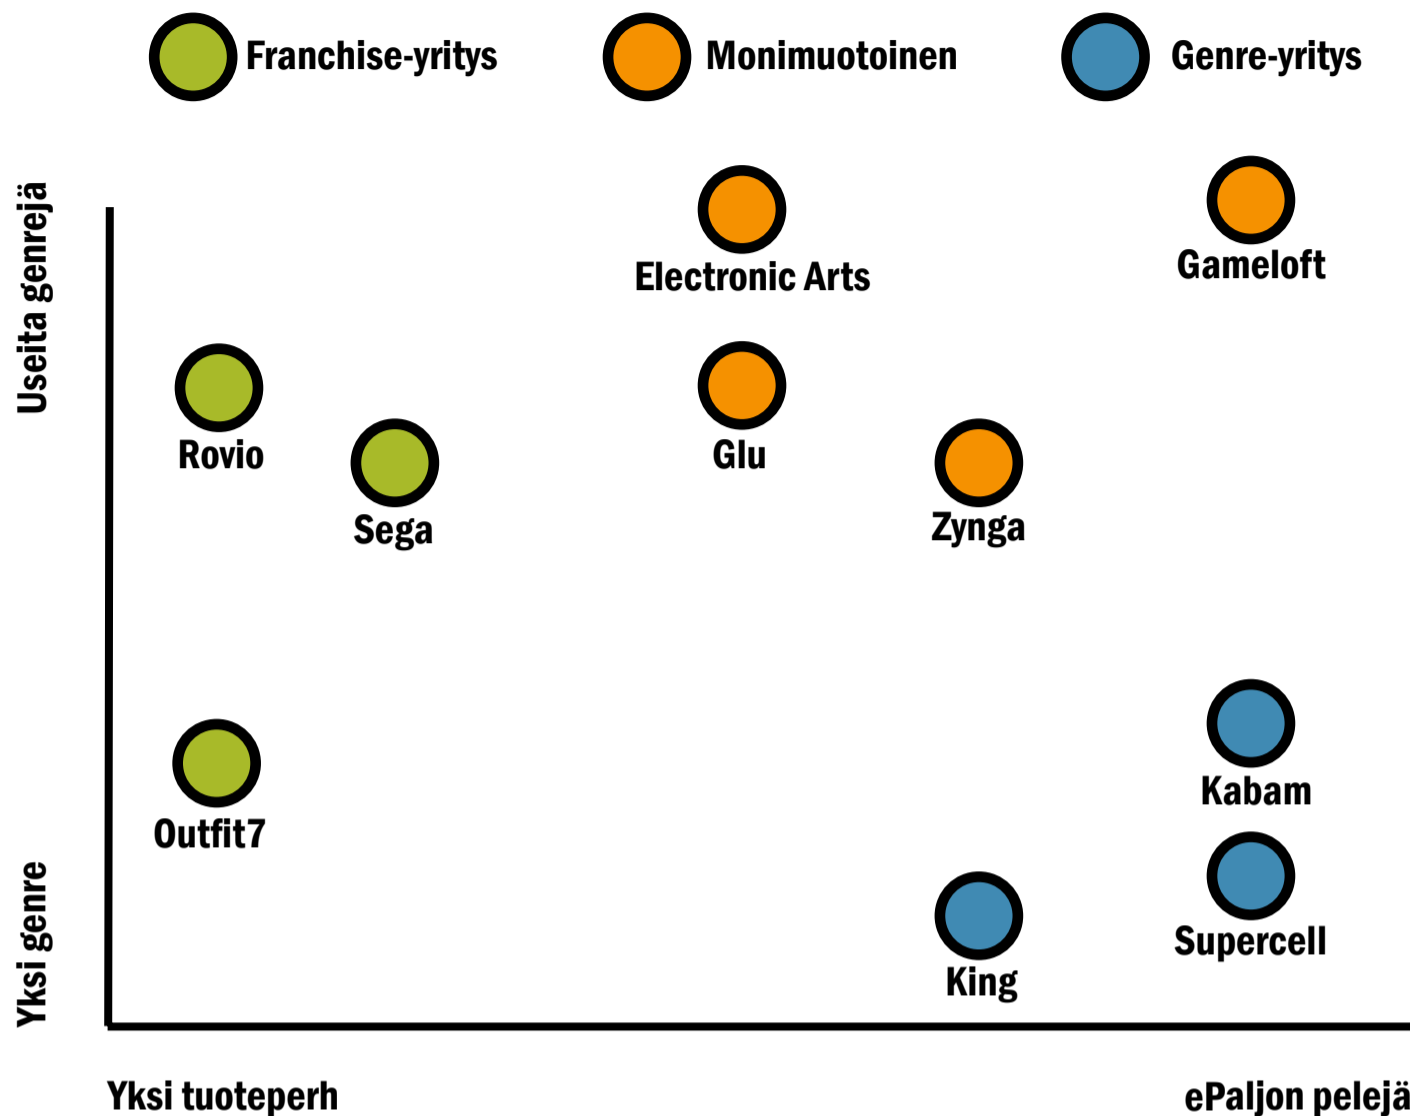 Franchise-yritys
Monimuotoinen
Genre-yritys
Useita genrejä
Electronic Arts
Gameloft
Rovio
Glu
Sega
Zynga
Kabam
Outfit7
Supercell
King
Yksi genre
Yksi tuoteperh
ePaljon pelejä